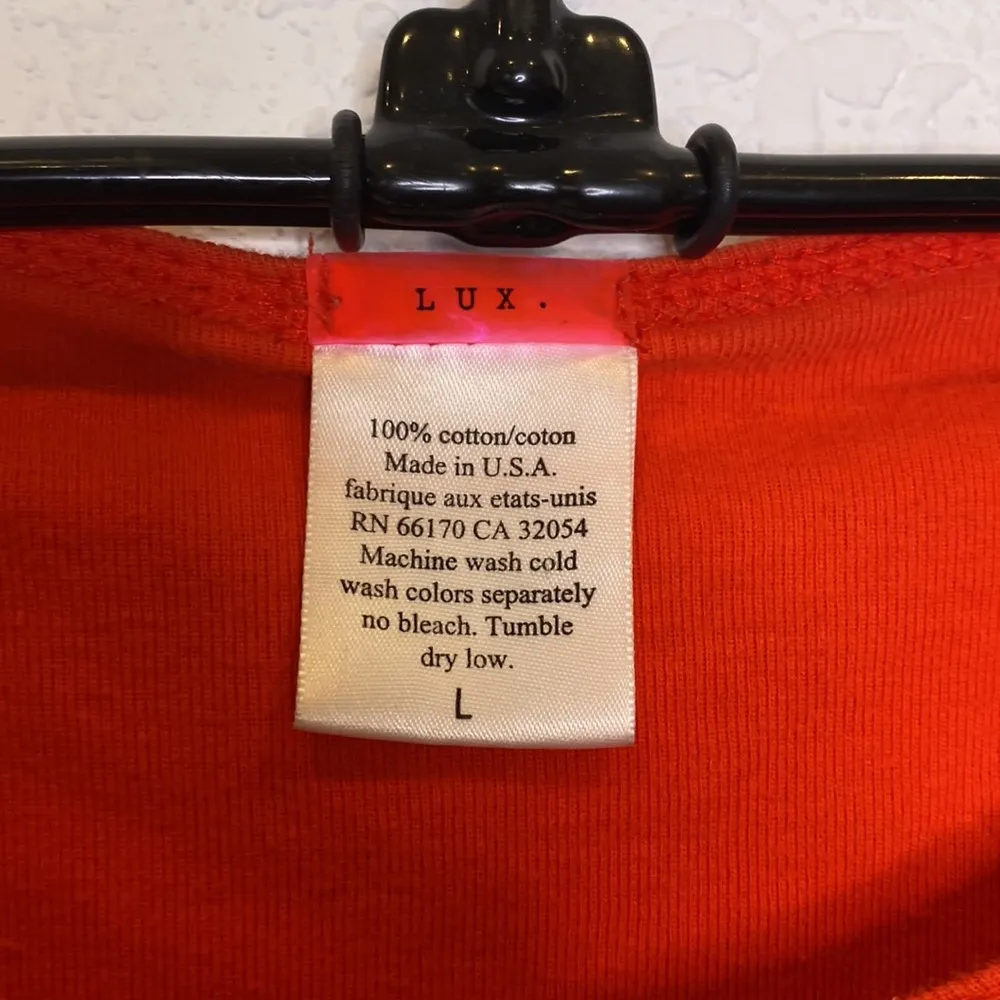 LUX.
100% cotton/coton
Made in U.S.A.
fabrique aux etats-unis
RN 66170 CA 32054
Machine wash cold
wash colors separately
no bleach. Tumble
dry low.
L